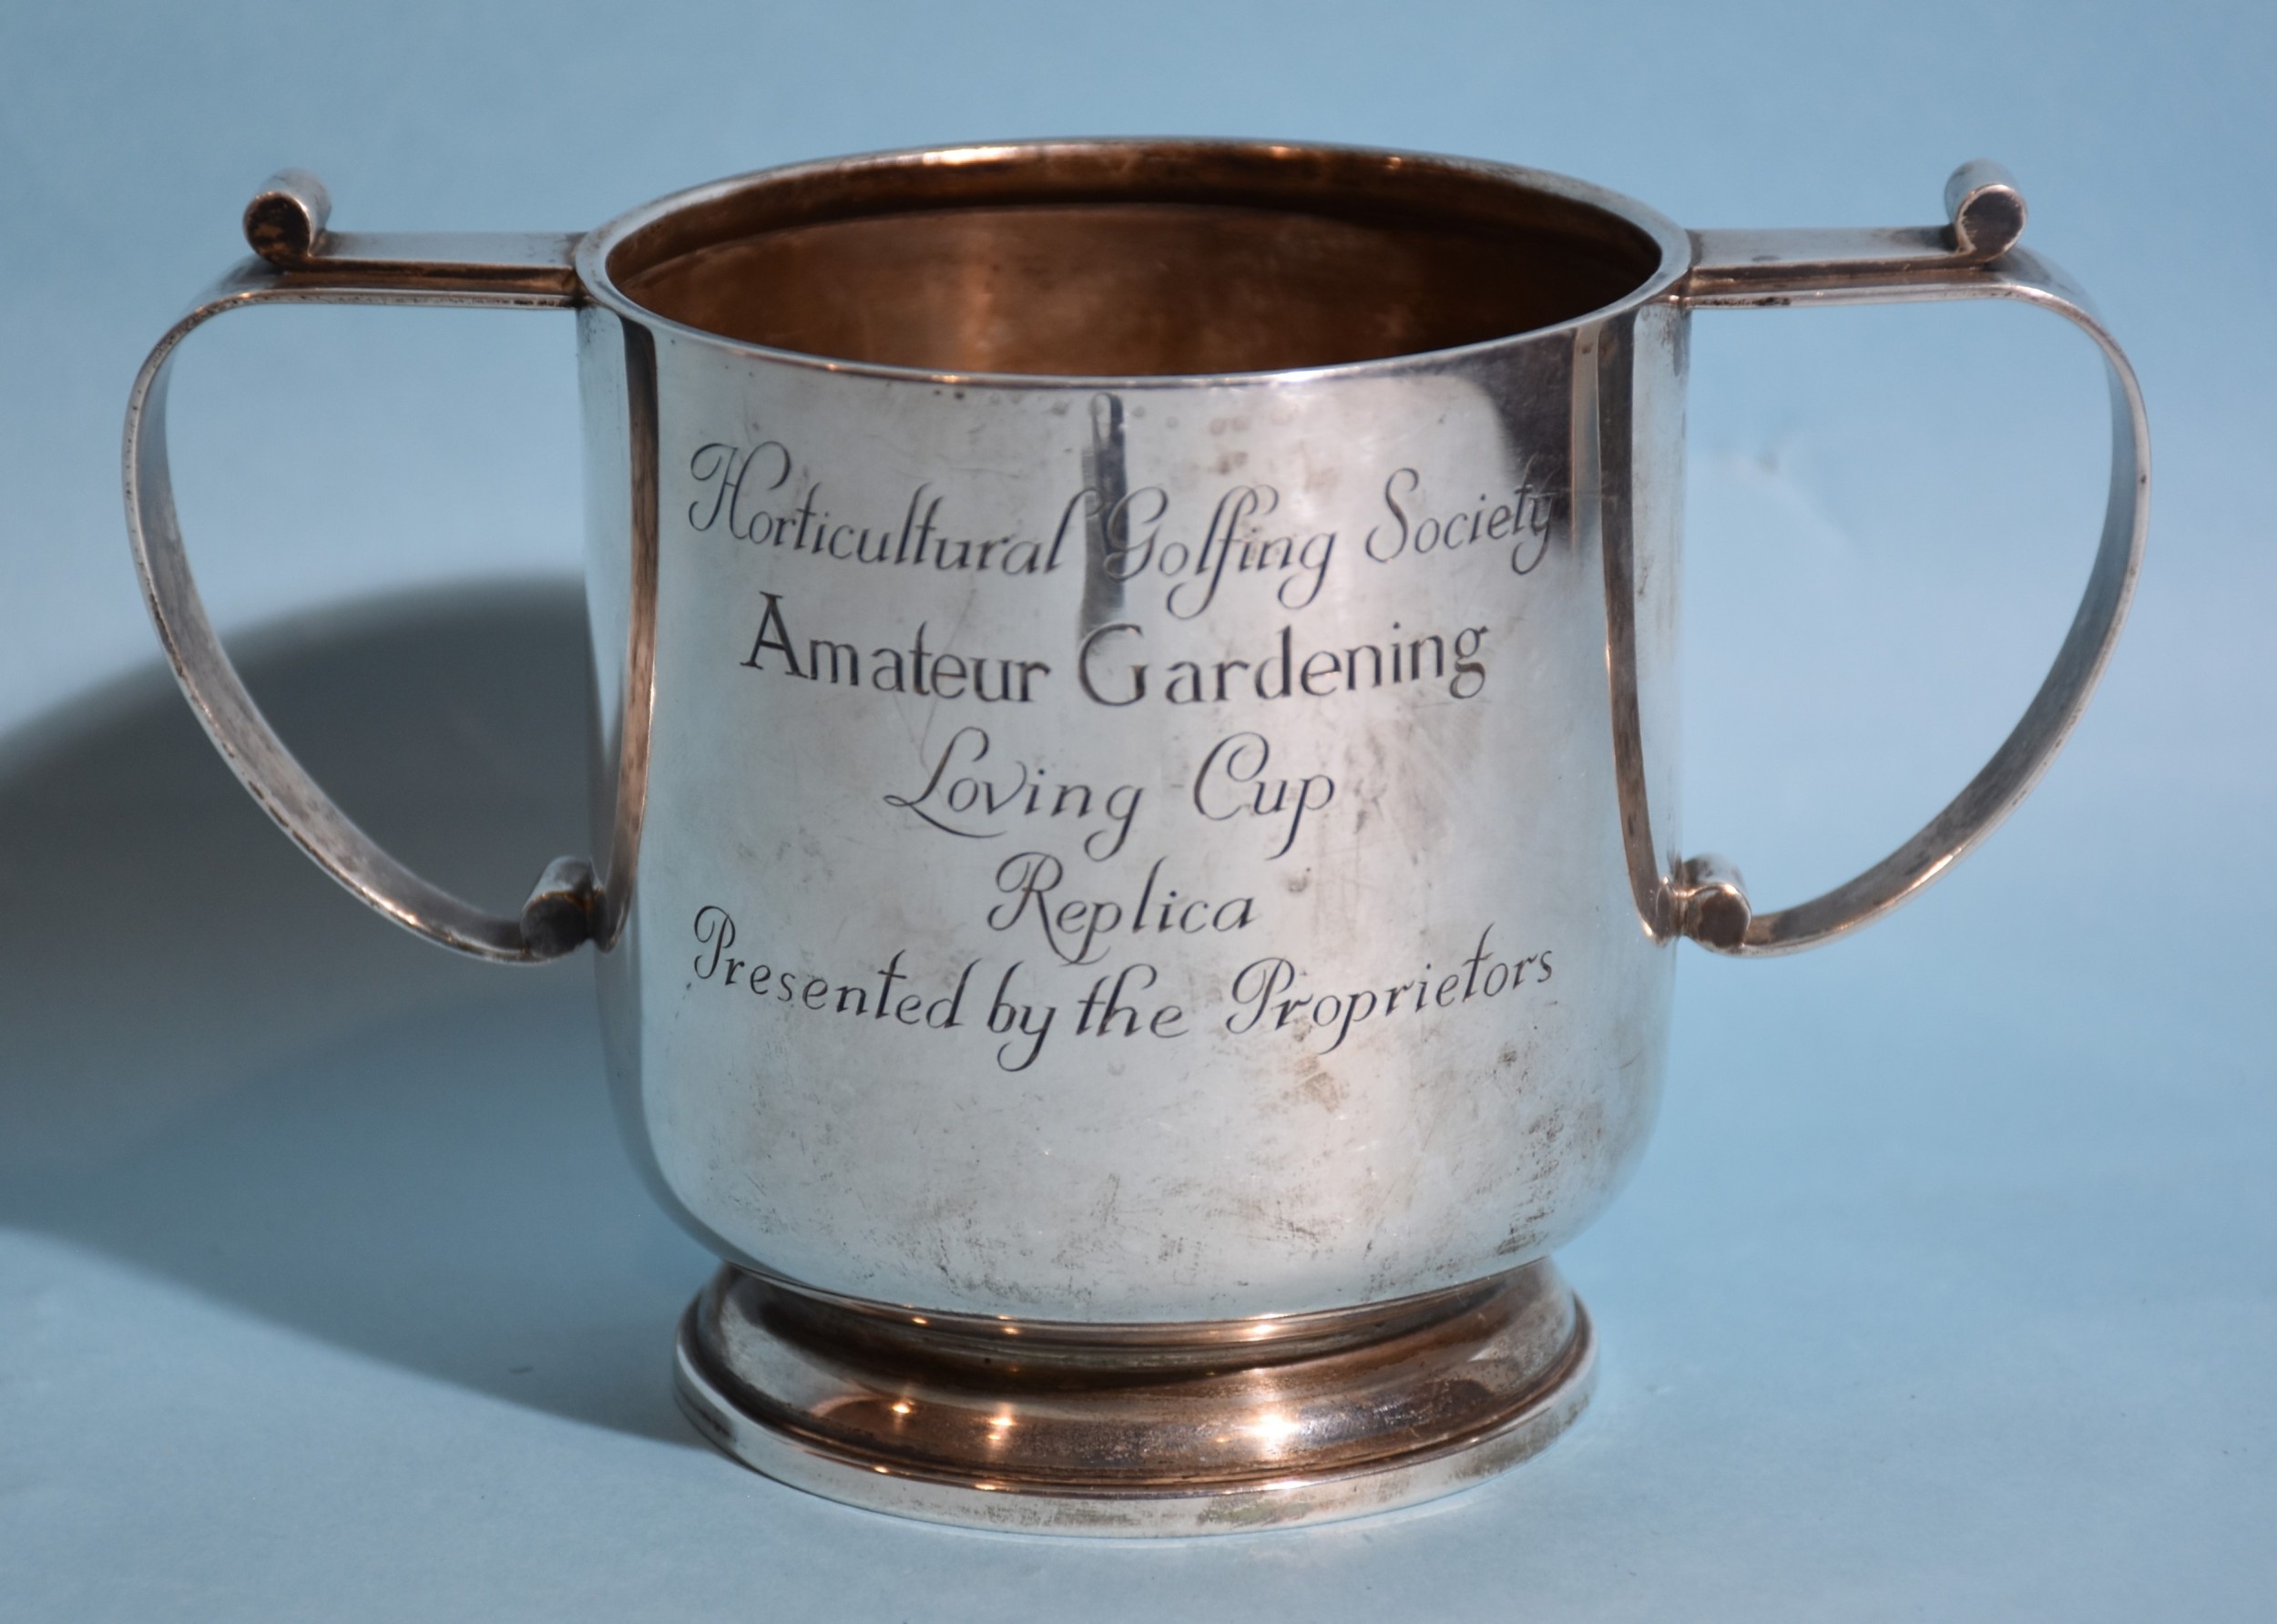 Horticultural Golfing Society
Amateur Gardening
Loving Cup
Replica
Presented by the Proprietors